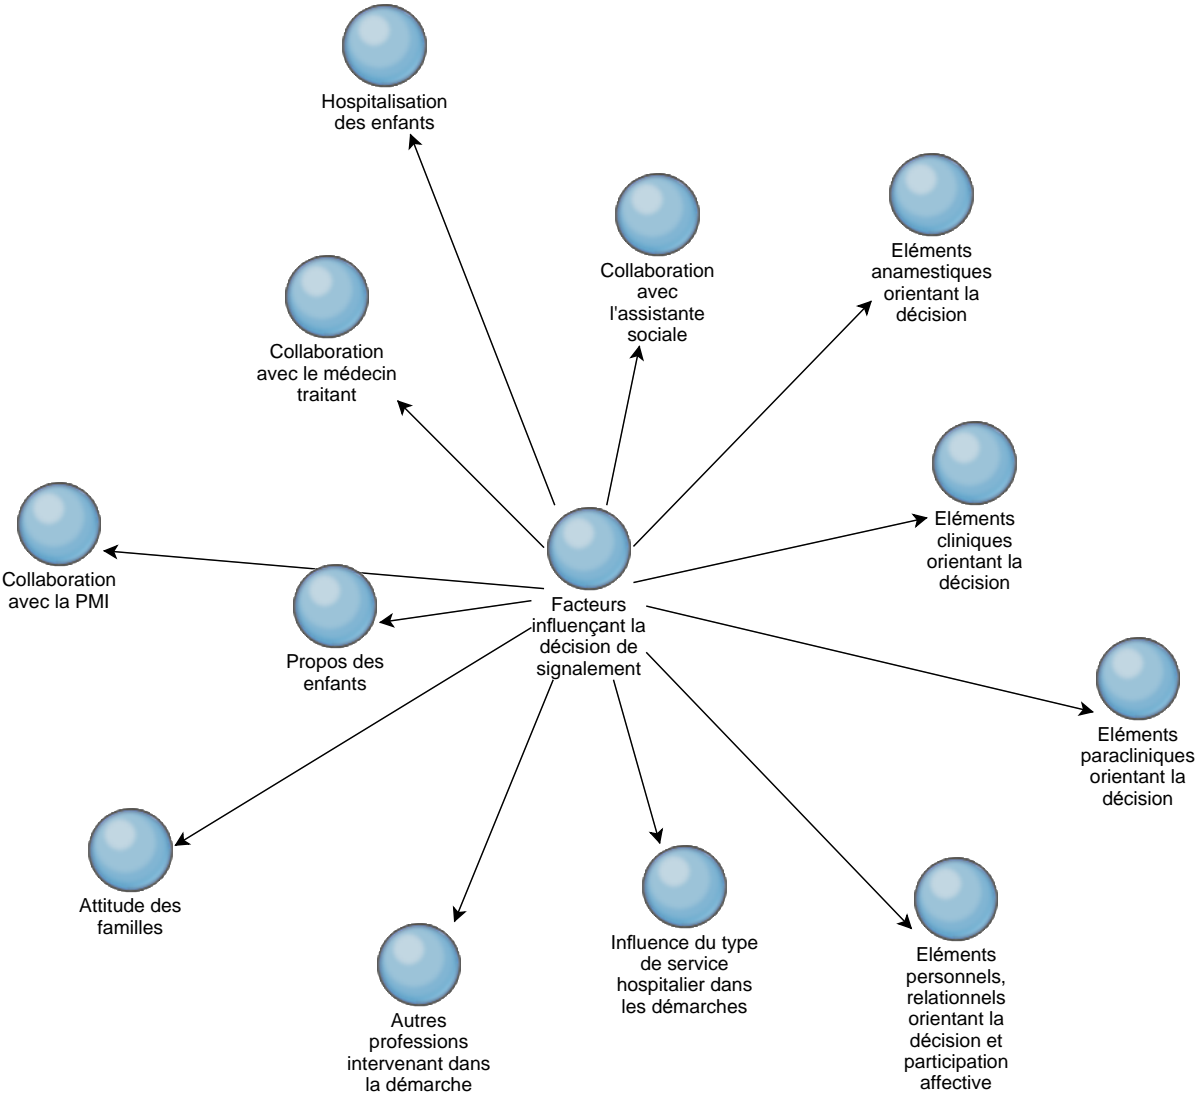 Hospitalisation
des enfants
Collaboration
avec
l'assistante
sociale
Eléments
anamestiques
orientant la
décision
Collaboration
avec le médecin
traitant
Eléments
cliniques
orientant la
décision
Collaboration
avec la PMI
Facteurs
influençant la
décision de
signalement
Propos des
enfants
Eléments
paracliniques
orientant la
décision
Attitude des
familles
Influence du type
de service
hospitalier dans
les démarches
Eléments
personnels,
relationnels
orientant la
décision et
participation
affective
Autres
professions
intervenant dans
la démarche